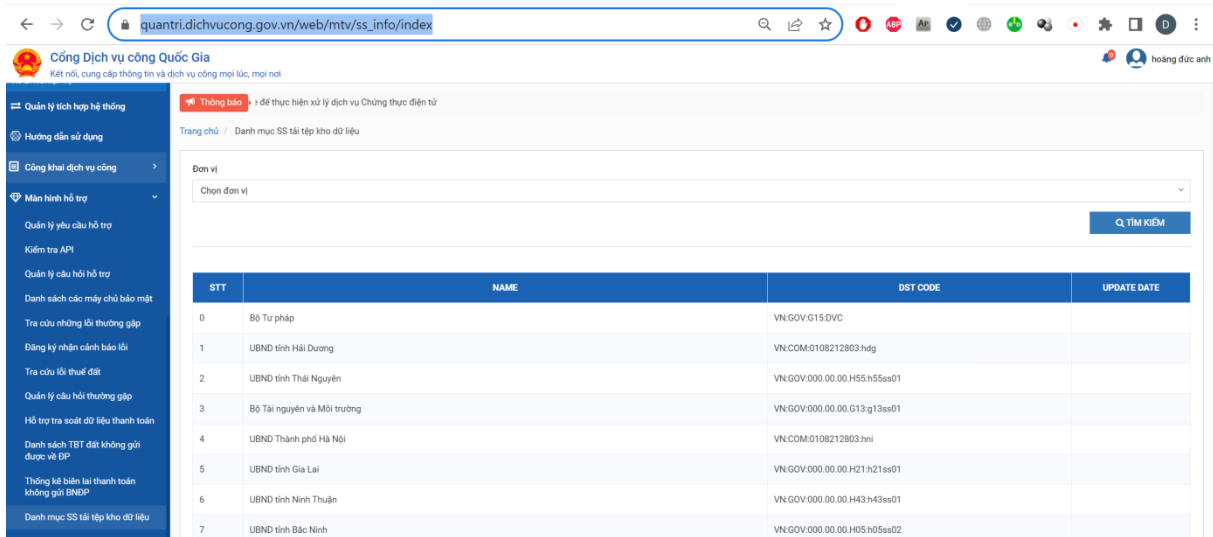 quantri.dichvucong.gov.vn/web/mtv/ss_info/index
Cổng Dịch vụ công Quốc Gia
Kết nối, cung cấp thông tin và dịch vụ công mọi lúc, mọi nơi
hoàng đức anh
Quản lý tích hợp hệ thống
Hướng dẫn sử dụng
Công khai dịch vụ công
Màn hình hỗ trợ
Quản lý yêu cầu hỗ trợ
Kiểm tra API
Quản lý câu hỏi hỗ trợ
Danh sách các máy chủ bảo mật
Tra cứu những lỗi thường gặp
Đăng ký nhận cảnh báo lỗi
Tra cứu lỗi thuế đất
Quản lý câu hỏi thường gặp
Hỗ trợ tra soát dữ liệu thanh toán
Danh sách TBT đất không gửi
được về ĐP
Thống kê biên lai thanh toán
không gửi BNĐP
Danh mục SS tải tệp kho dữ liệu
Thông báo để thực hiện xử lý dịch vụ Chứng thực điện tử
Trang chủ / Danh mục SS tải tệp kho dữ liệu
Đơn vị
Chọn đơn vị
TÌM KIẾM
STT NAME DST CODE UPDATE DATE
0 Bộ Tư pháp VN:GOV:G15:DVC
1 UBND tỉnh Hải Dương VN:COM:0108212803:hdg
2 UBND tỉnh Thái Nguyên VN:GOV:000.00.00.H55:h55ss01
3 Bộ Tài nguyên và Môi trường VN:GOV:000.00.00.G13:g13ss01
4 UBND Thành phố Hà Nội VN:COM:0108212803:hni
5 UBND tỉnh Gia Lai VN:GOV:000.00.00.H21:h21ss01
6 UBND tỉnh Ninh Thuận VN:GOV:000.00.00.H43:h43ss01
7 UBND tỉnh Bắc Ninh VN:GOV:000.00.00.H05:h05ss02